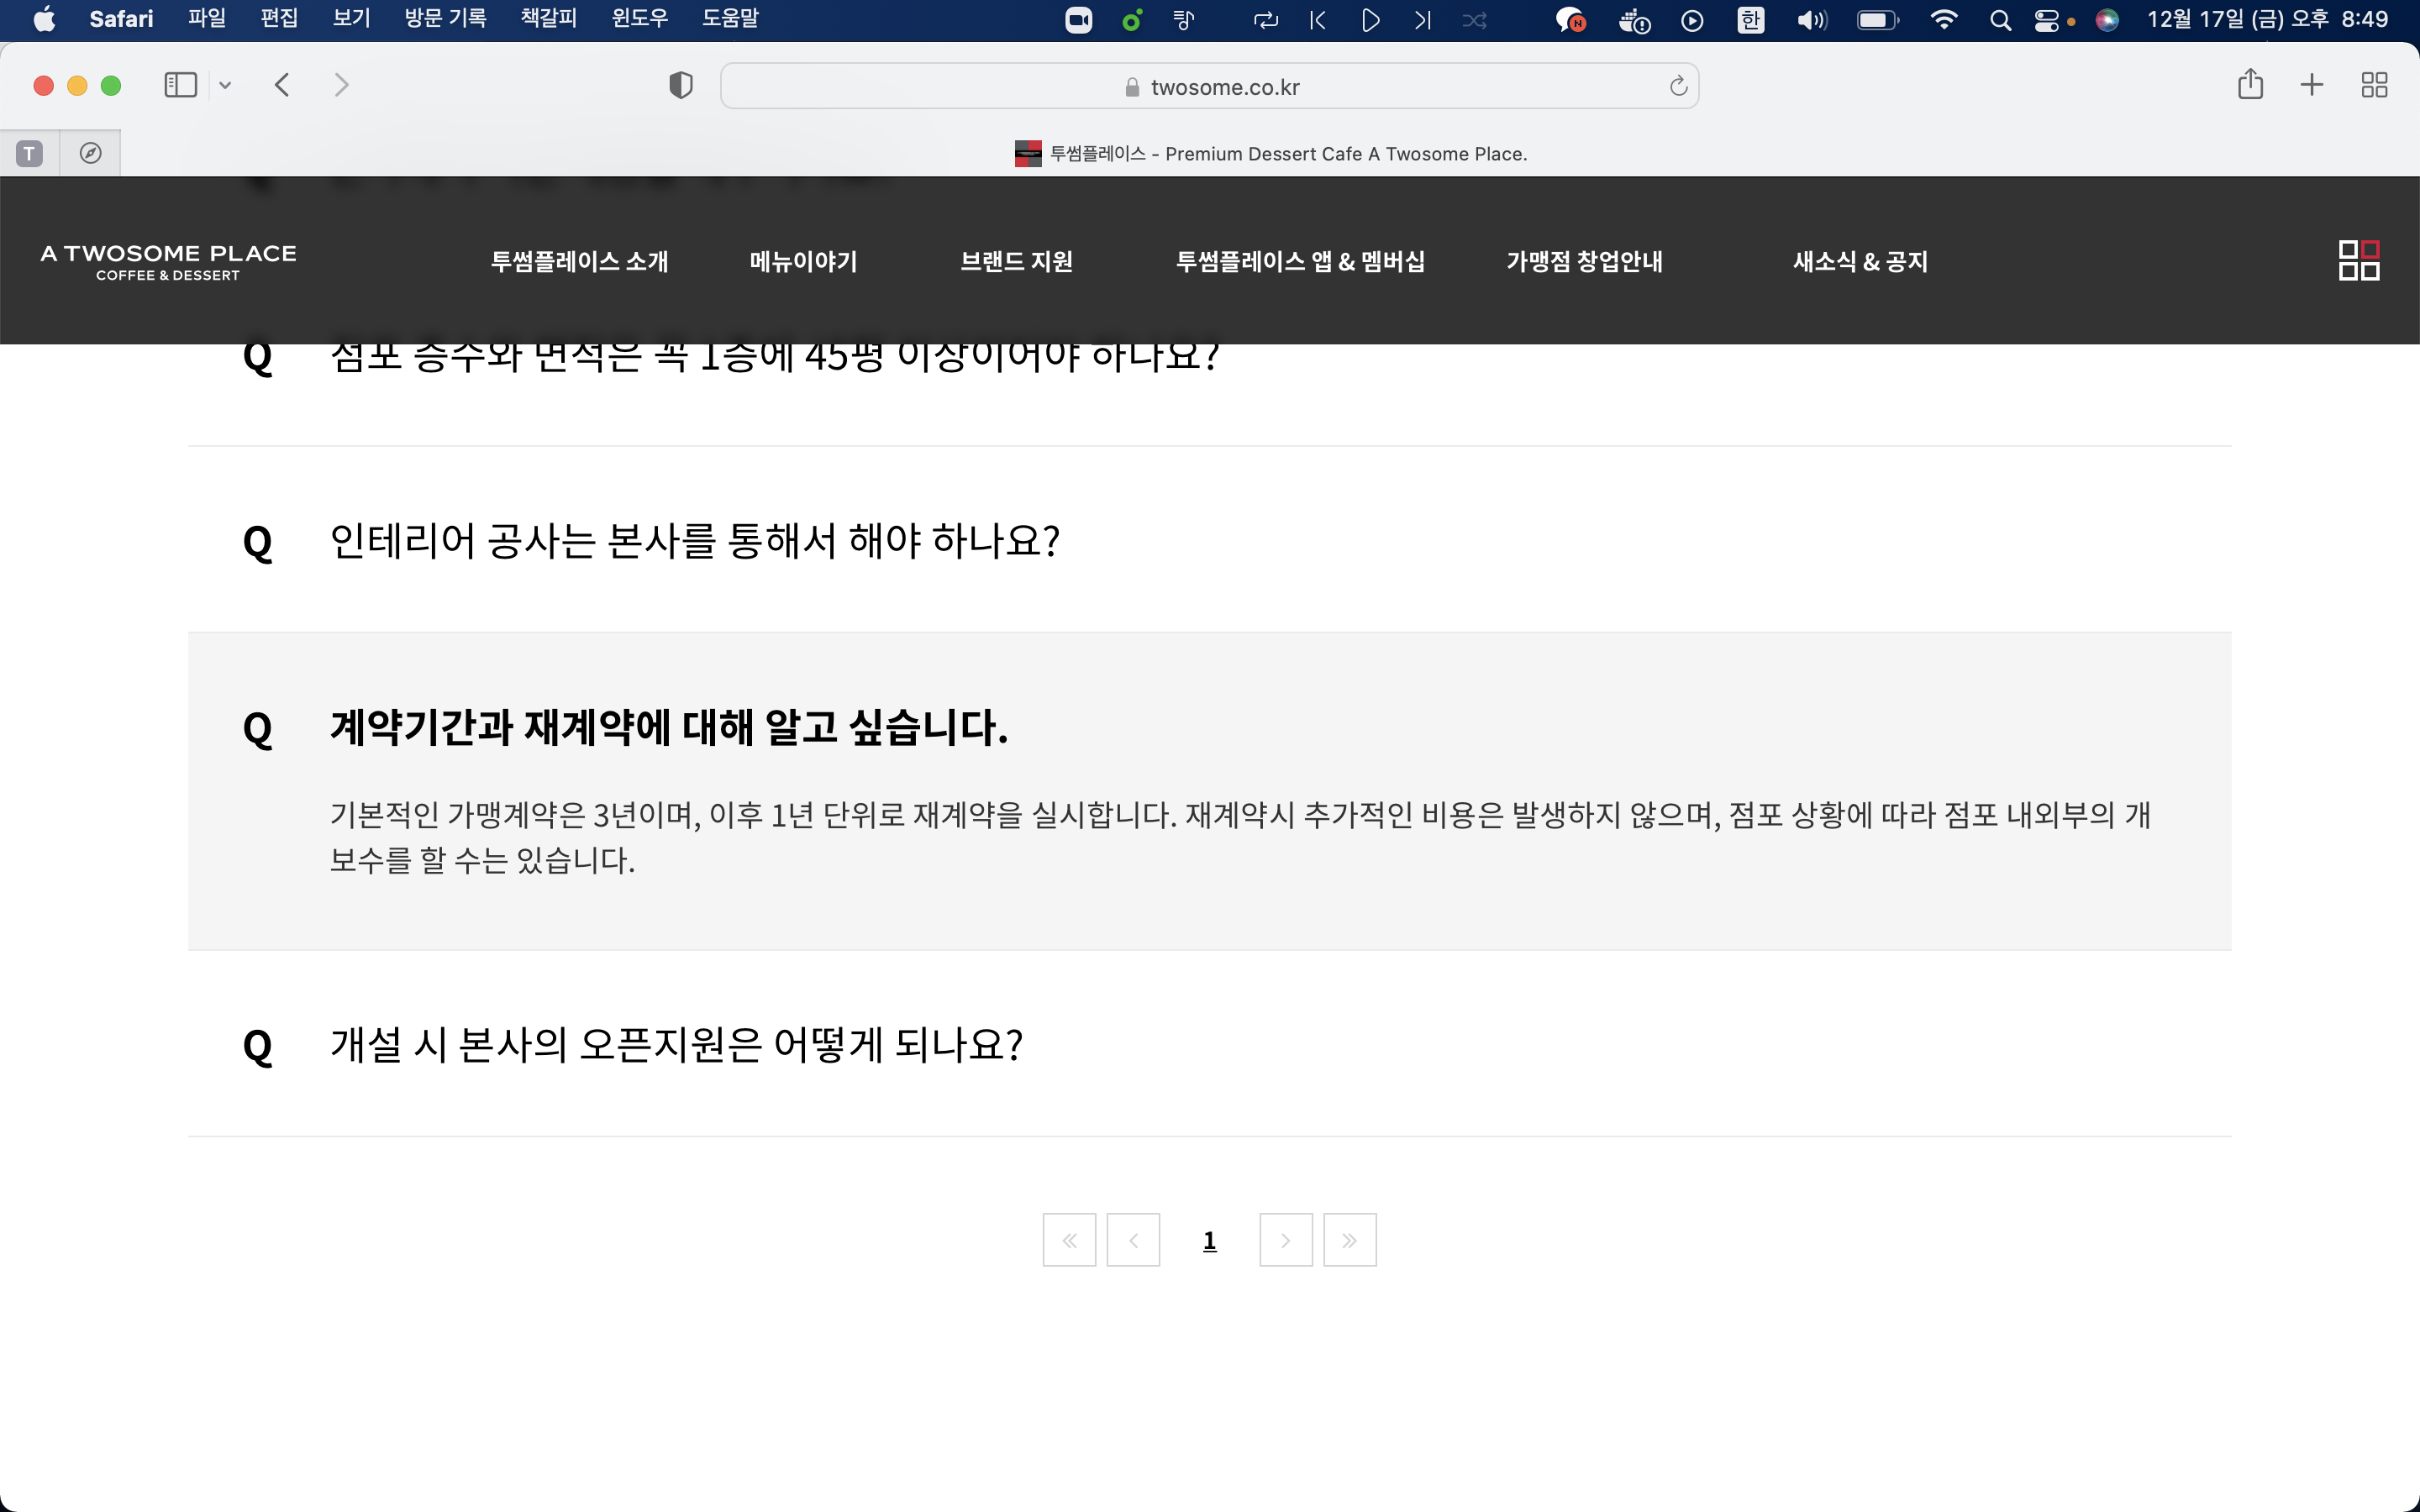 Safari 파일 편집 보기 방문 기록 책갈피 윈도우 도움말 한 12월 17일 (금) 오후 8:49
twosome.co.kr
T 투썸플레이스 - Premium Dessert Cafe A Twosome Place.
A TWOSOME PLACE
COFFEE & DESSERT
투썸플레이스 소개 메뉴이야기 브랜드 지원 투썸플레이스 앱 & 멤버십 가맹점 창업안내 새소식 & 공지
Q 점포 층수와 면적은 꼭 1층에 45평 이상이어야 하나요?
Q 인테리어 공사는 본사를 통해서 해야 하나요?
Q 계약기간과 재계약에 대해 알고 싶습니다.
기본적인 가맹계약은 3년이며, 이후 1년 단위로 재계약을 실시합니다. 재계약시 추가적인 비용은 발생하지 않으며, 점포 상황에 따라 점포 내외부의 개
보수를 할 수는 있습니다.
Q 개설 시 본사의 오픈지원은 어떻게 되나요?
1